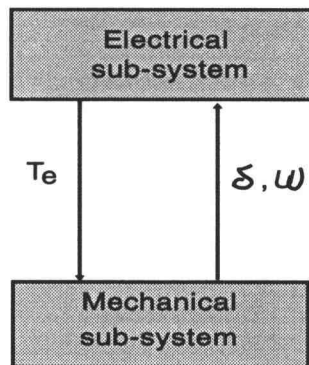 Electrical
sub-system
Te
δ, ω
Mechanical
sub-system